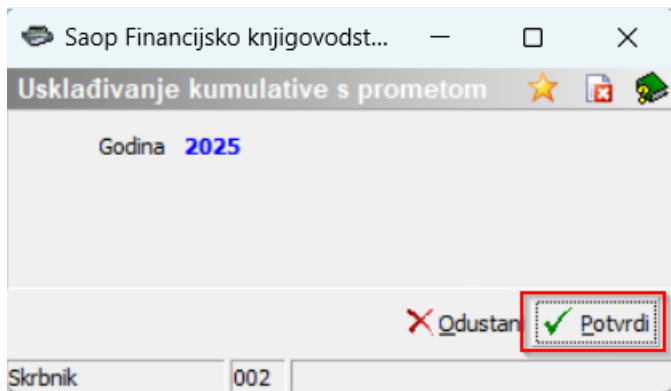 Saop Financijsko knjigovodst...
Usklađivanje kumulative s prometom
Godina 2025
Odustani Potvrdi
Skrbnik 002